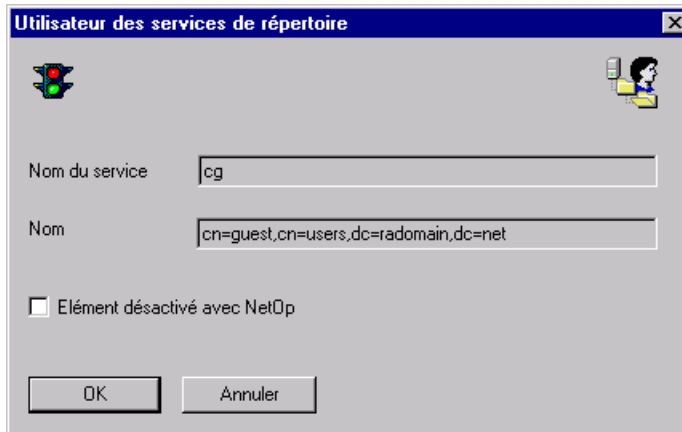 Utilisateur des services de répertoire
Nom du service cg
Nom cn=guest,cn=users,dc=radomain,dc=net
Elément désactivé avec NetOp
OK Annuler